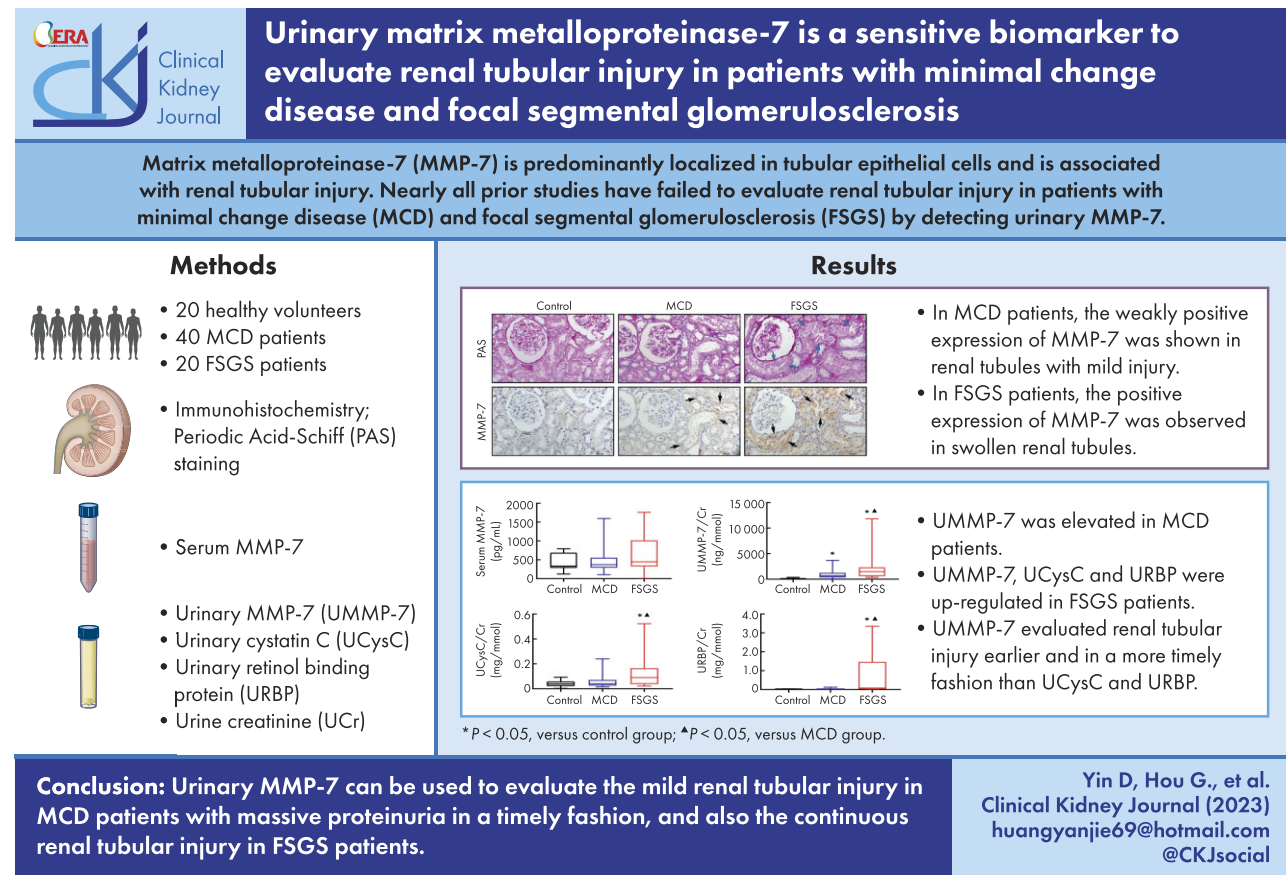 ERA
CKJ
Clinical
Kidney
Journal
Urinary matrix metalloproteinase-7 is a sensitive biomarker to
evaluate renal tubular injury in patients with minimal change
disease and focal segmental glomerulosclerosis
Matrix metalloproteinase-7 (MMP-7) is predominantly localized in tubular epithelial cells and is associated
with renal tubular injury. Nearly all prior studies have failed to evaluate renal tubular injury in patients with
minimal change disease (MCD) and focal segmental glomerulosclerosis (FSGS) by detecting urinary MMP-7.
Methods
• 20 healthy volunteers
• 40 MCD patients
• 20 FSGS patients
• Immunohistochemistry;
Periodic Acid-Schiff (PAS)
staining
• Serum MMP-7
• Urinary MMP-7 (UMMP-7)
• Urinary cystatin C (UCysC)
• Urinary retinol binding
protein (URBP)
• Urine creatinine (UCr)
Results
Control MCD FSGS
PAS
MMP-7
• In MCD patients, the weakly positive
expression of MMP-7 was shown in
renal tubules with mild injury.
• In FSGS patients, the positive
expression of MMP-7 was observed
in swollen renal tubules.
Serum MMP-7
(pg/mL)
2000
1500
1000
500
0
Control MCD FSGS
UMMP-7/Cr
(ng/mmol)
15 000
10 000
5000
0
*
*▲
Control MCD FSGS
UCysC/Cr
(mg/mmol)
0.6
0.4
0.2
0
*▲
Control MCD FSGS
URBP/Cr
(mg/mmol)
4.0
3.0
2.0
1.0
0
*▲
Control MCD FSGS
• UMMP-7 was elevated in MCD
patients.
• UMMP-7, UCysC and URBP were
up-regulated in FSGS patients.
• UMMP-7 evaluated renal tubular
injury earlier and in a more timely
fashion than UCysC and URBP.
*P < 0.05, versus control group; ▲P < 0.05, versus MCD group.
Conclusion: Urinary MMP-7 can be used to evaluate the mild renal tubular injury in
MCD patients with massive proteinuria in a timely fashion, and also the continuous
renal tubular injury in FSGS patients.
Yin D, Hou G., et al.
Clinical Kidney Journal (2023)
huangyanjie69@hotmail.com
@CKJsocial